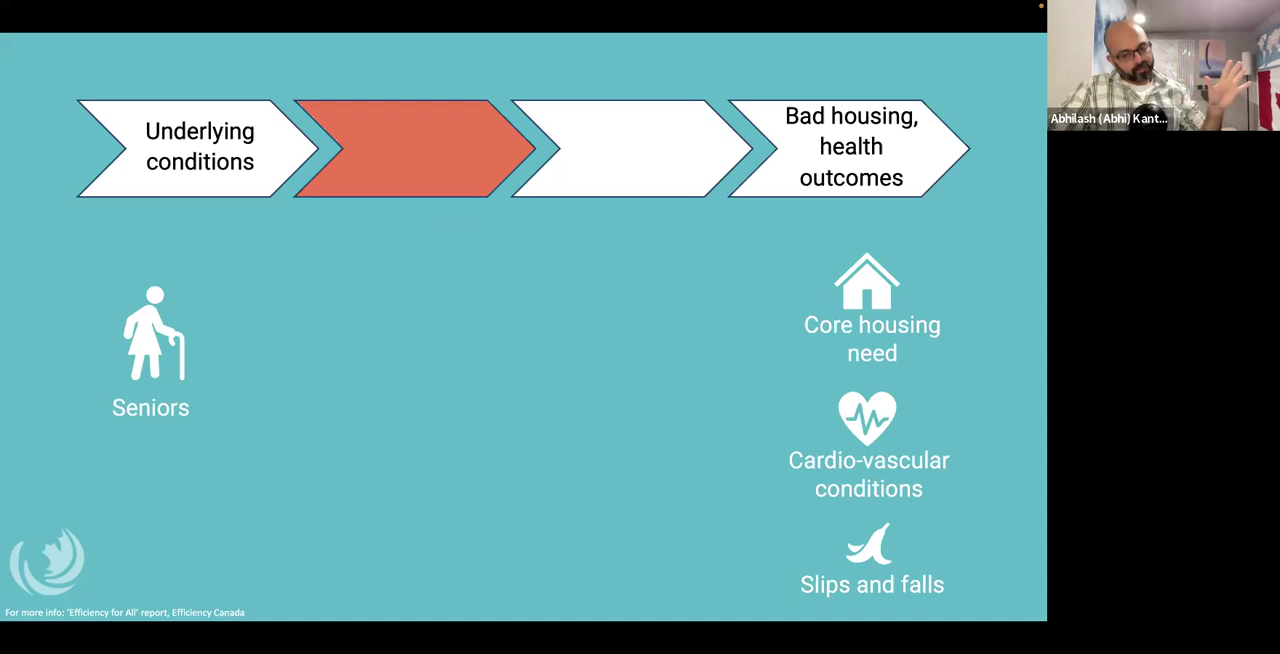 Underlying
conditions
Bad housing,
health
outcomes
Seniors
Core housing
need
Cardio-vascular
conditions
Slips and falls
For more info: 'Efficiency for All' report, Efficiency Canada
Abhilash (Abhi) Kant...